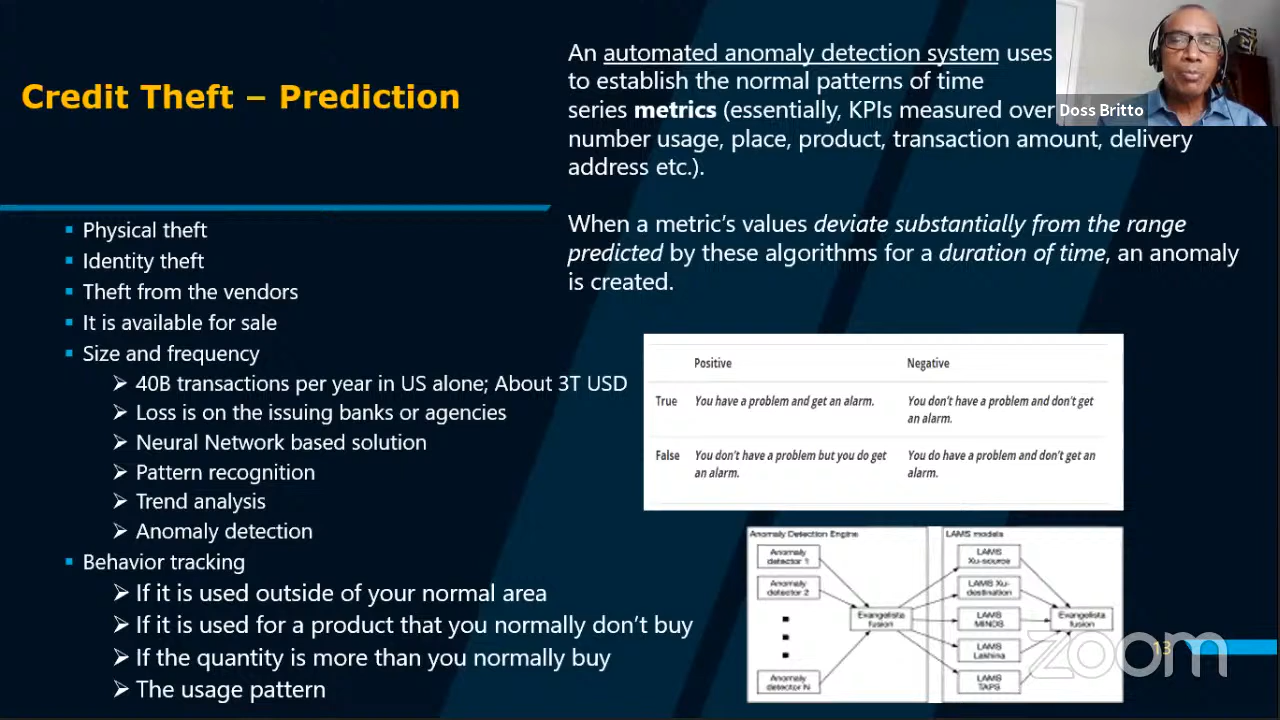 Credit Theft – Prediction
Physical theft
Identity theft
Theft from the vendors
It is available for sale
Size and frequency
40B transactions per year in US alone; About 3T USD
Loss is on the issuing banks or agencies
Neural Network based solution
Pattern recognition
Trend analysis
Anomaly detection
Behavior tracking
If it is used outside of your normal area
If it is used for a product that you normally don't buy
If the quantity is more than you normally buy
The usage pattern
An automated anomaly detection system uses
to establish the normal patterns of time
series metrics (essentially, KPIs measured over
number usage, place, product, transaction amount, delivery
address etc.).
When a metric's values deviate substantially from the range
predicted by these algorithms for a duration of time, an anomaly
is created.
Doss Britto
Positive Negative
True You have a problem and get an alarm. You don't have a problem and don't get
an alarm.
False You don't have a problem but you do get
an alarm. You do have a problem and don't get an
alarm.
Anomaly Detection Engine
Anomaly
detector 1
Anomaly
detector 2
Anomaly
detector N
Evangelista
fusion
LAMS models
LAMS
Xu-source
LAMS Xu-
destination
LAMS
MINDS
LAMS
Lakhina
LAMS
TAPS
Evangelista
fusion
13
zoom